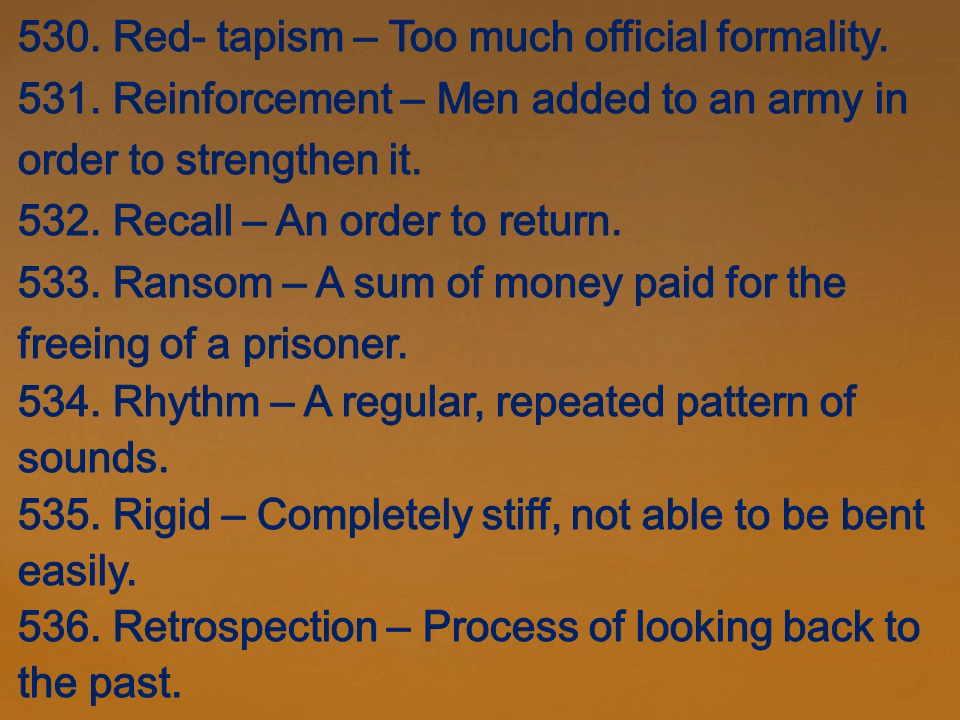 530. Red- tapism – Too much official formality.
531. Reinforcement – Men added to an army in
order to strengthen it.
532. Recall – An order to return.
533. Ransom – A sum of money paid for the
freeing of a prisoner.
534. Rhythm – A regular, repeated pattern of
sounds.
535. Rigid – Completely stiff, not able to be bent
easily.
536. Retrospection – Process of looking back to
the past.